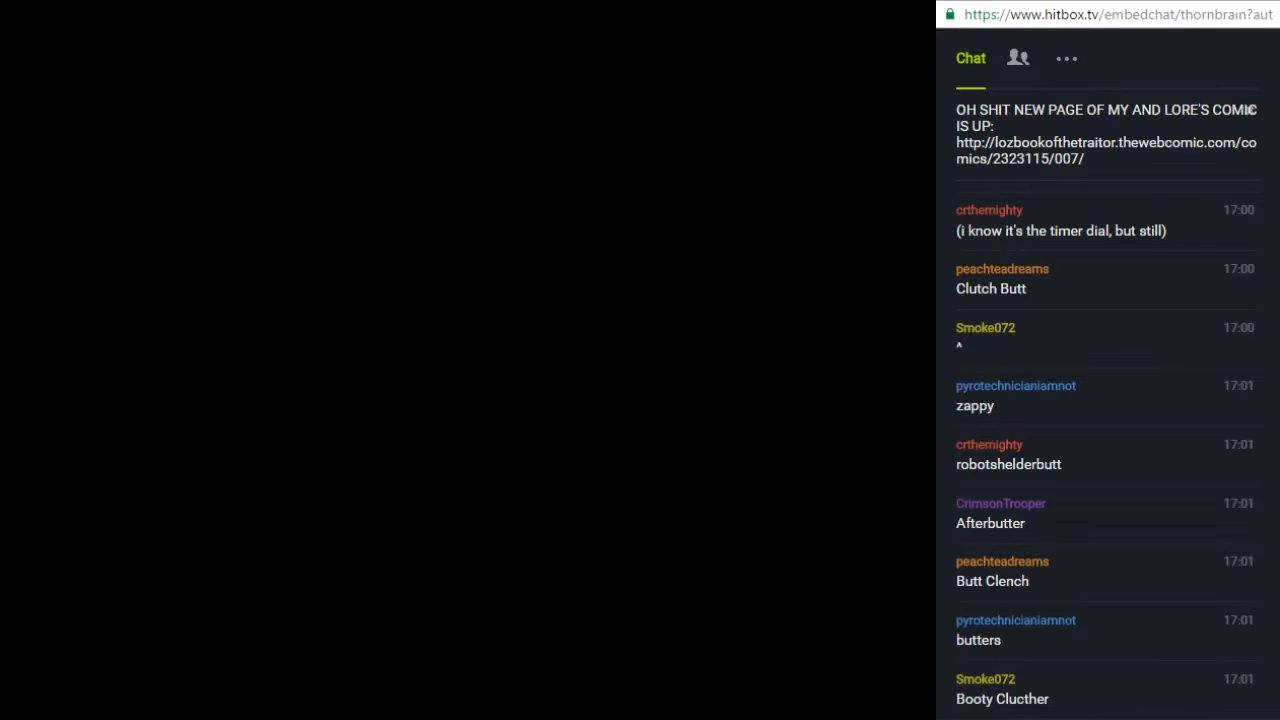 https://www.hitbox.tv/embedchat/thornbrain?aut
Chat
OH SHIT NEW PAGE OF MY AND LORE'S COMIC
IS UP:
http://lozbookofthetraitor.thewebcomic.com/co
mics/2323115/007/
crthemighty 17:00
(i know it's the timer dial, but still)
peachteadreams 17:00
Clutch Butt
Smoke072 17:00
^
pyrotechnicianiamnot 17:01
zappy
crthemighty 17:01
robotshelderbutt
CrimsonTrooper 17:01
Afterbutter
peachteadreams 17:01
Butt Clench
pyrotechnicianiamnot 17:01
butters
Smoke072 17:01
Booty Clucther